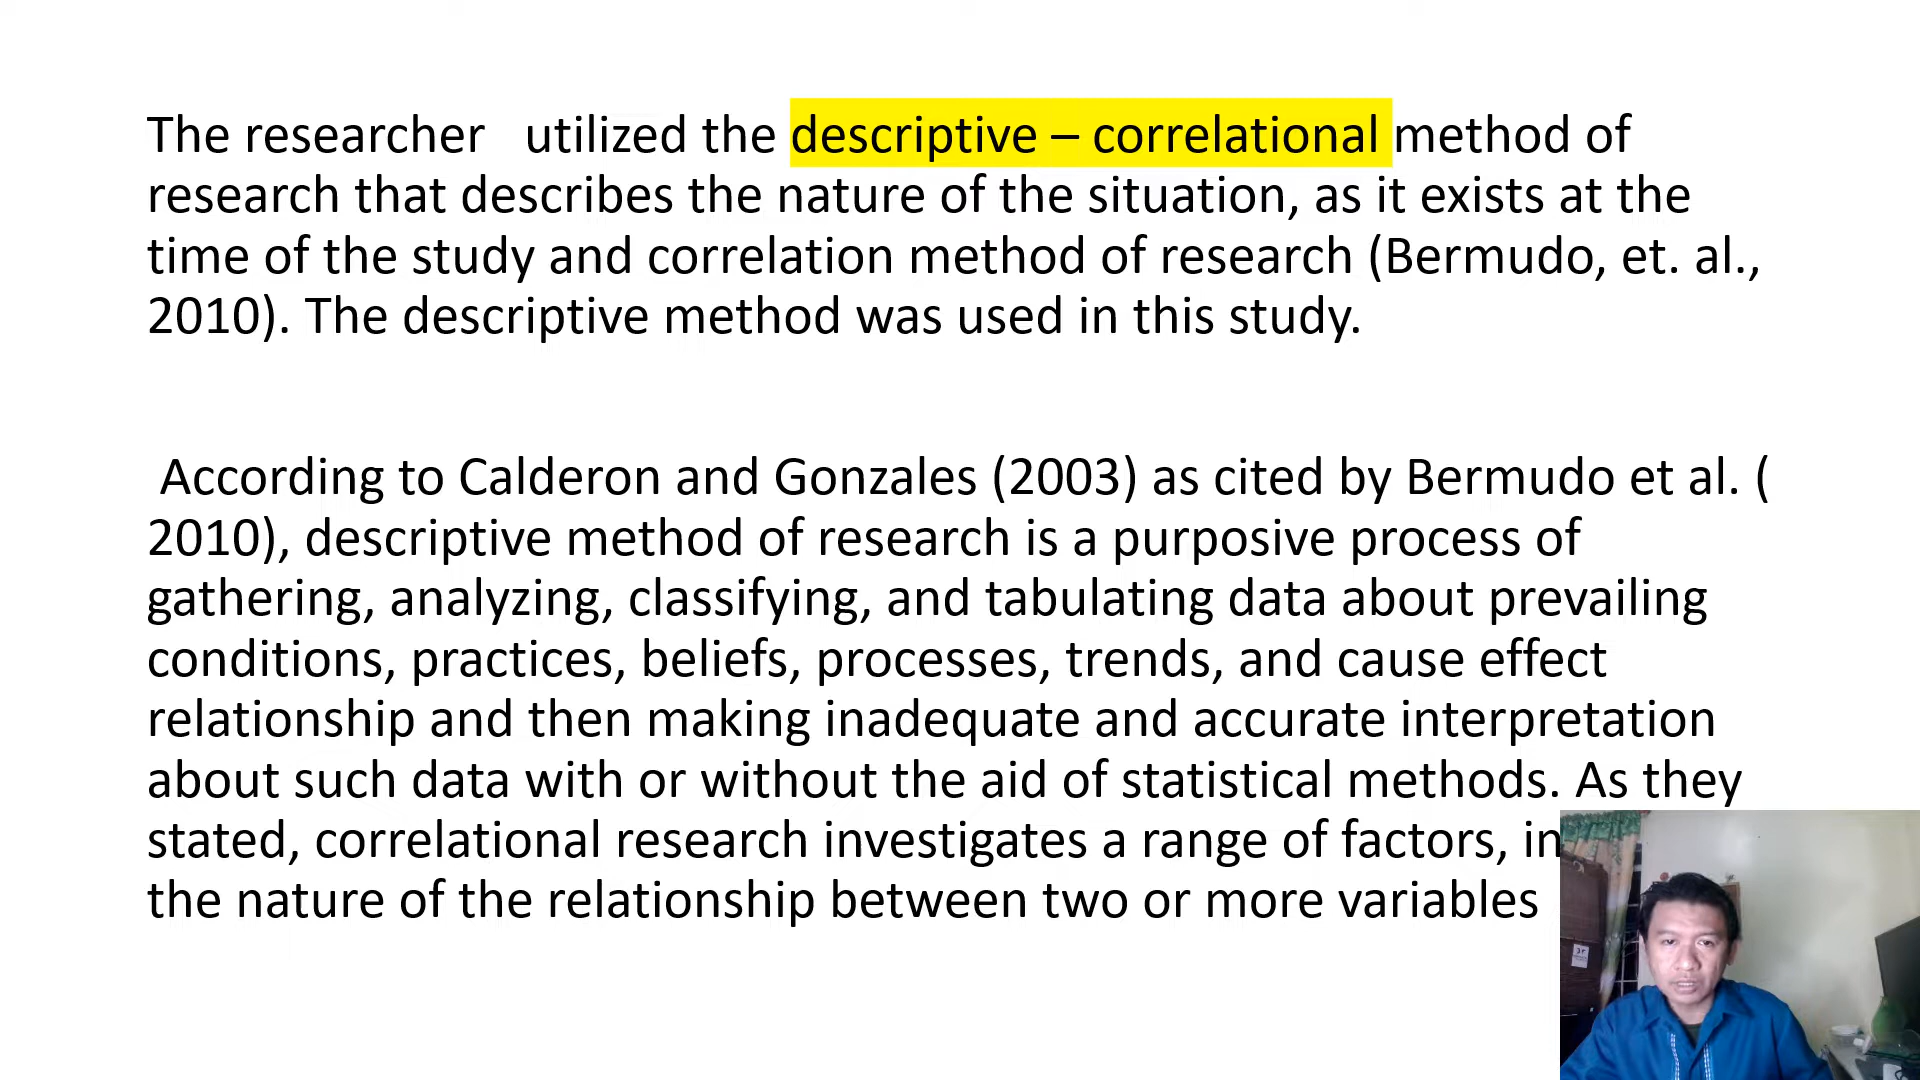 The researcher   utilized the descriptive – correlational method of
research that describes the nature of the situation, as it exists at the
time of the study and correlation method of research (Bermudo, et. al.,
2010). The descriptive method was used in this study.
According to Calderon and Gonzales (2003) as cited by Bermudo et al. (
2010), descriptive method of research is a purposive process of
gathering, analyzing, classifying, and tabulating data about prevailing
conditions, practices, beliefs, processes, trends, and cause effect
relationship and then making inadequate and accurate interpretation
about such data with or without the aid of statistical methods. As they
stated, correlational research investigates a range of factors, in
the nature of the relationship between two or more variables